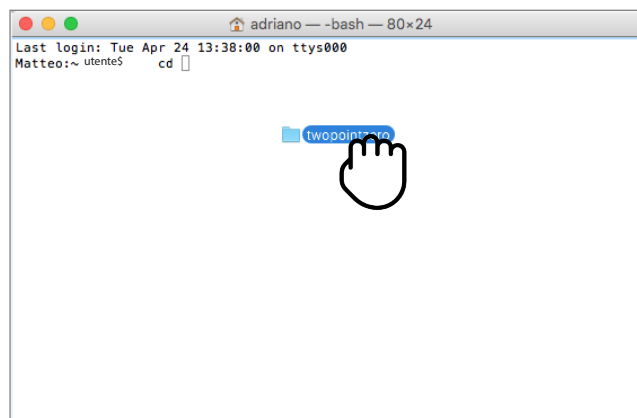 adriano — -bash — 80×24
Last login: Tue Apr 24 13:38:00 on ttys000
Matteo:~ utente$ cd
twopointzero